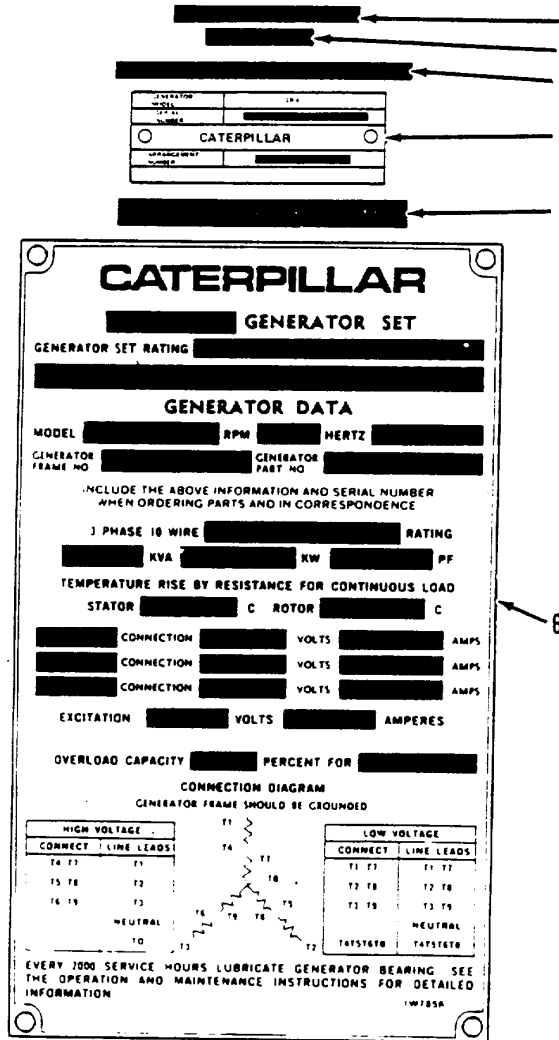 GENERATOR MODEL SR4
SERIAL NUMBER
CATERPILLAR
ARRANGEMENT NUMBER
CATERPILLAR
GENERATOR SET
GENERATOR SET RATING
GENERATOR DATA
MODEL RPM HERTZ
GENERATOR FRAME NO GENERATOR PART NO
INCLUDE THE ABOVE INFORMATION AND SERIAL NUMBER
WHEN ORDERING PARTS AND IN CORRESPONDENCE
3 PHASE 10 WIRE RATING
KVA KW PF
TEMPERATURE RISE BY RESISTANCE FOR CONTINUOUS LOAD
STATOR C ROTOR C
CONNECTION VOLTS AMPS
CONNECTION VOLTS AMPS
CONNECTION VOLTS AMPS
EXCITATION VOLTS AMPERES
OVERLOAD CAPACITY PERCENT FOR
CONNECTION DIAGRAM
GENERATOR FRAME SHOULD BE GROUNDED
HIGH VOLTAGE
CONNECT LINE LEADS
T4 T7 T1
T5 T8 T2
T6 T9 T3
NEUTRAL
T0
T1
T4
T7
T8
T6
T9
T6
T5
T3
T2
LOW VOLTAGE
CONNECT LINE LEADS
T1 T7 T1 T7
T2 T8 T2 T8
T3 T9 T3 T9
NEUTRAL
T4T5T6T0 T4T5T6T0
EVERY 2000 SERVICE HOURS LUBRICATE GENERATOR BEARING SEE
THE OPERATION AND MAINTENANCE INSTRUCTIONS FOR DETAILED
INFORMATION
1W785A